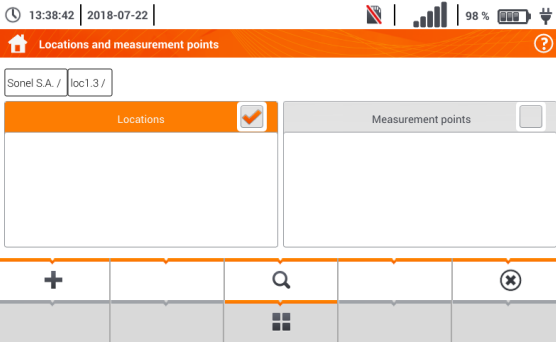 13:38:42 2018-07-22 98 %
Locations and measurement points ?
Sonel S.A. / loc1.3 /
Locations Measurement points